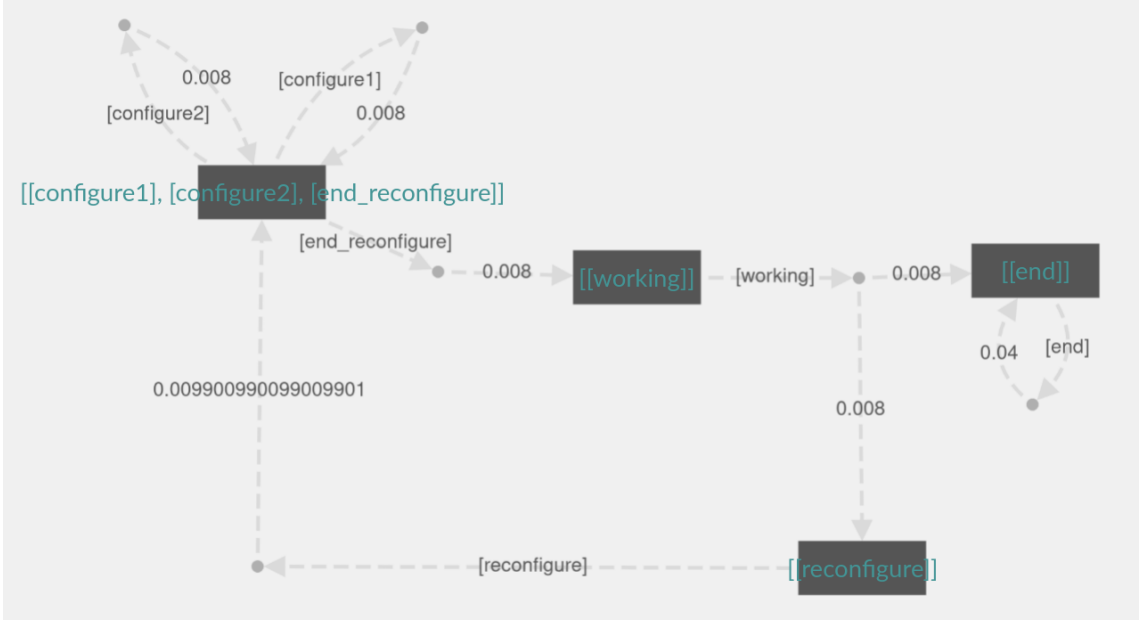 0.008
[configure1]
[configure2]
0.008
[[configure1], [configure2], [end_reconfigure]]
[end_reconfigure]
0.008
[[working]]
[working]
0.008
[[end]]
0.04
[end]
0.009900990099009901
0.008
[reconfigure]
[[reconfigure]]